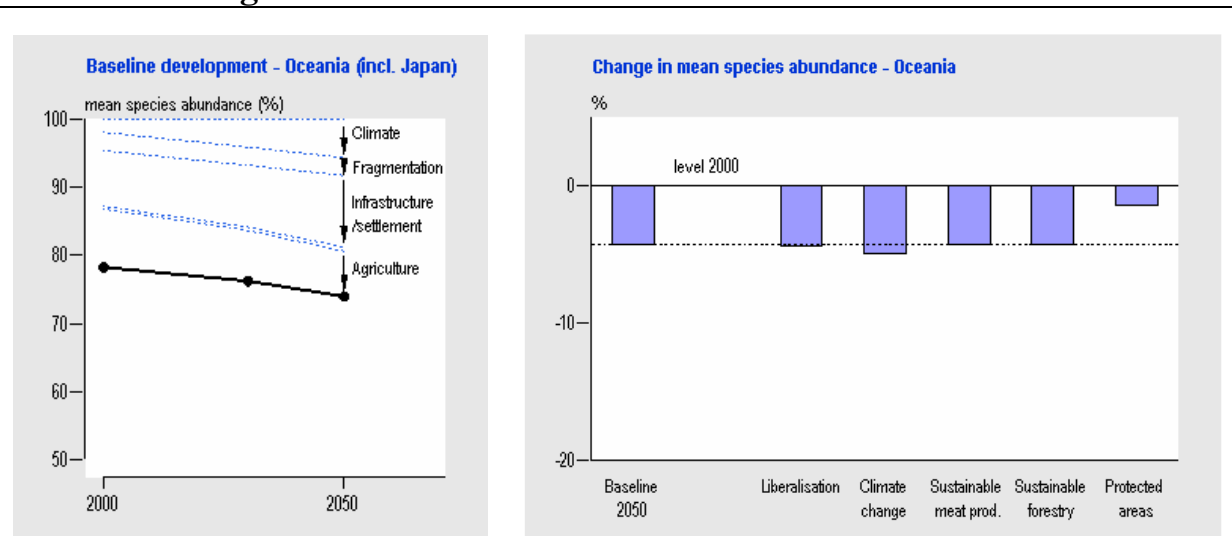 Baseline development - Oceania (incl. Japan)
mean species abundance (%)
100
90
80
70
60
50
Climate
Fragmentation
Infrastructure
/settlement
Agriculture
2000
2050
Change in mean species abundance - Oceania
%
level 2000
0
-10
-20
Baseline
2050
Liberalisation
Climate
change
Sustainable
meat prod.
Sustainable
forestry
Protected
areas